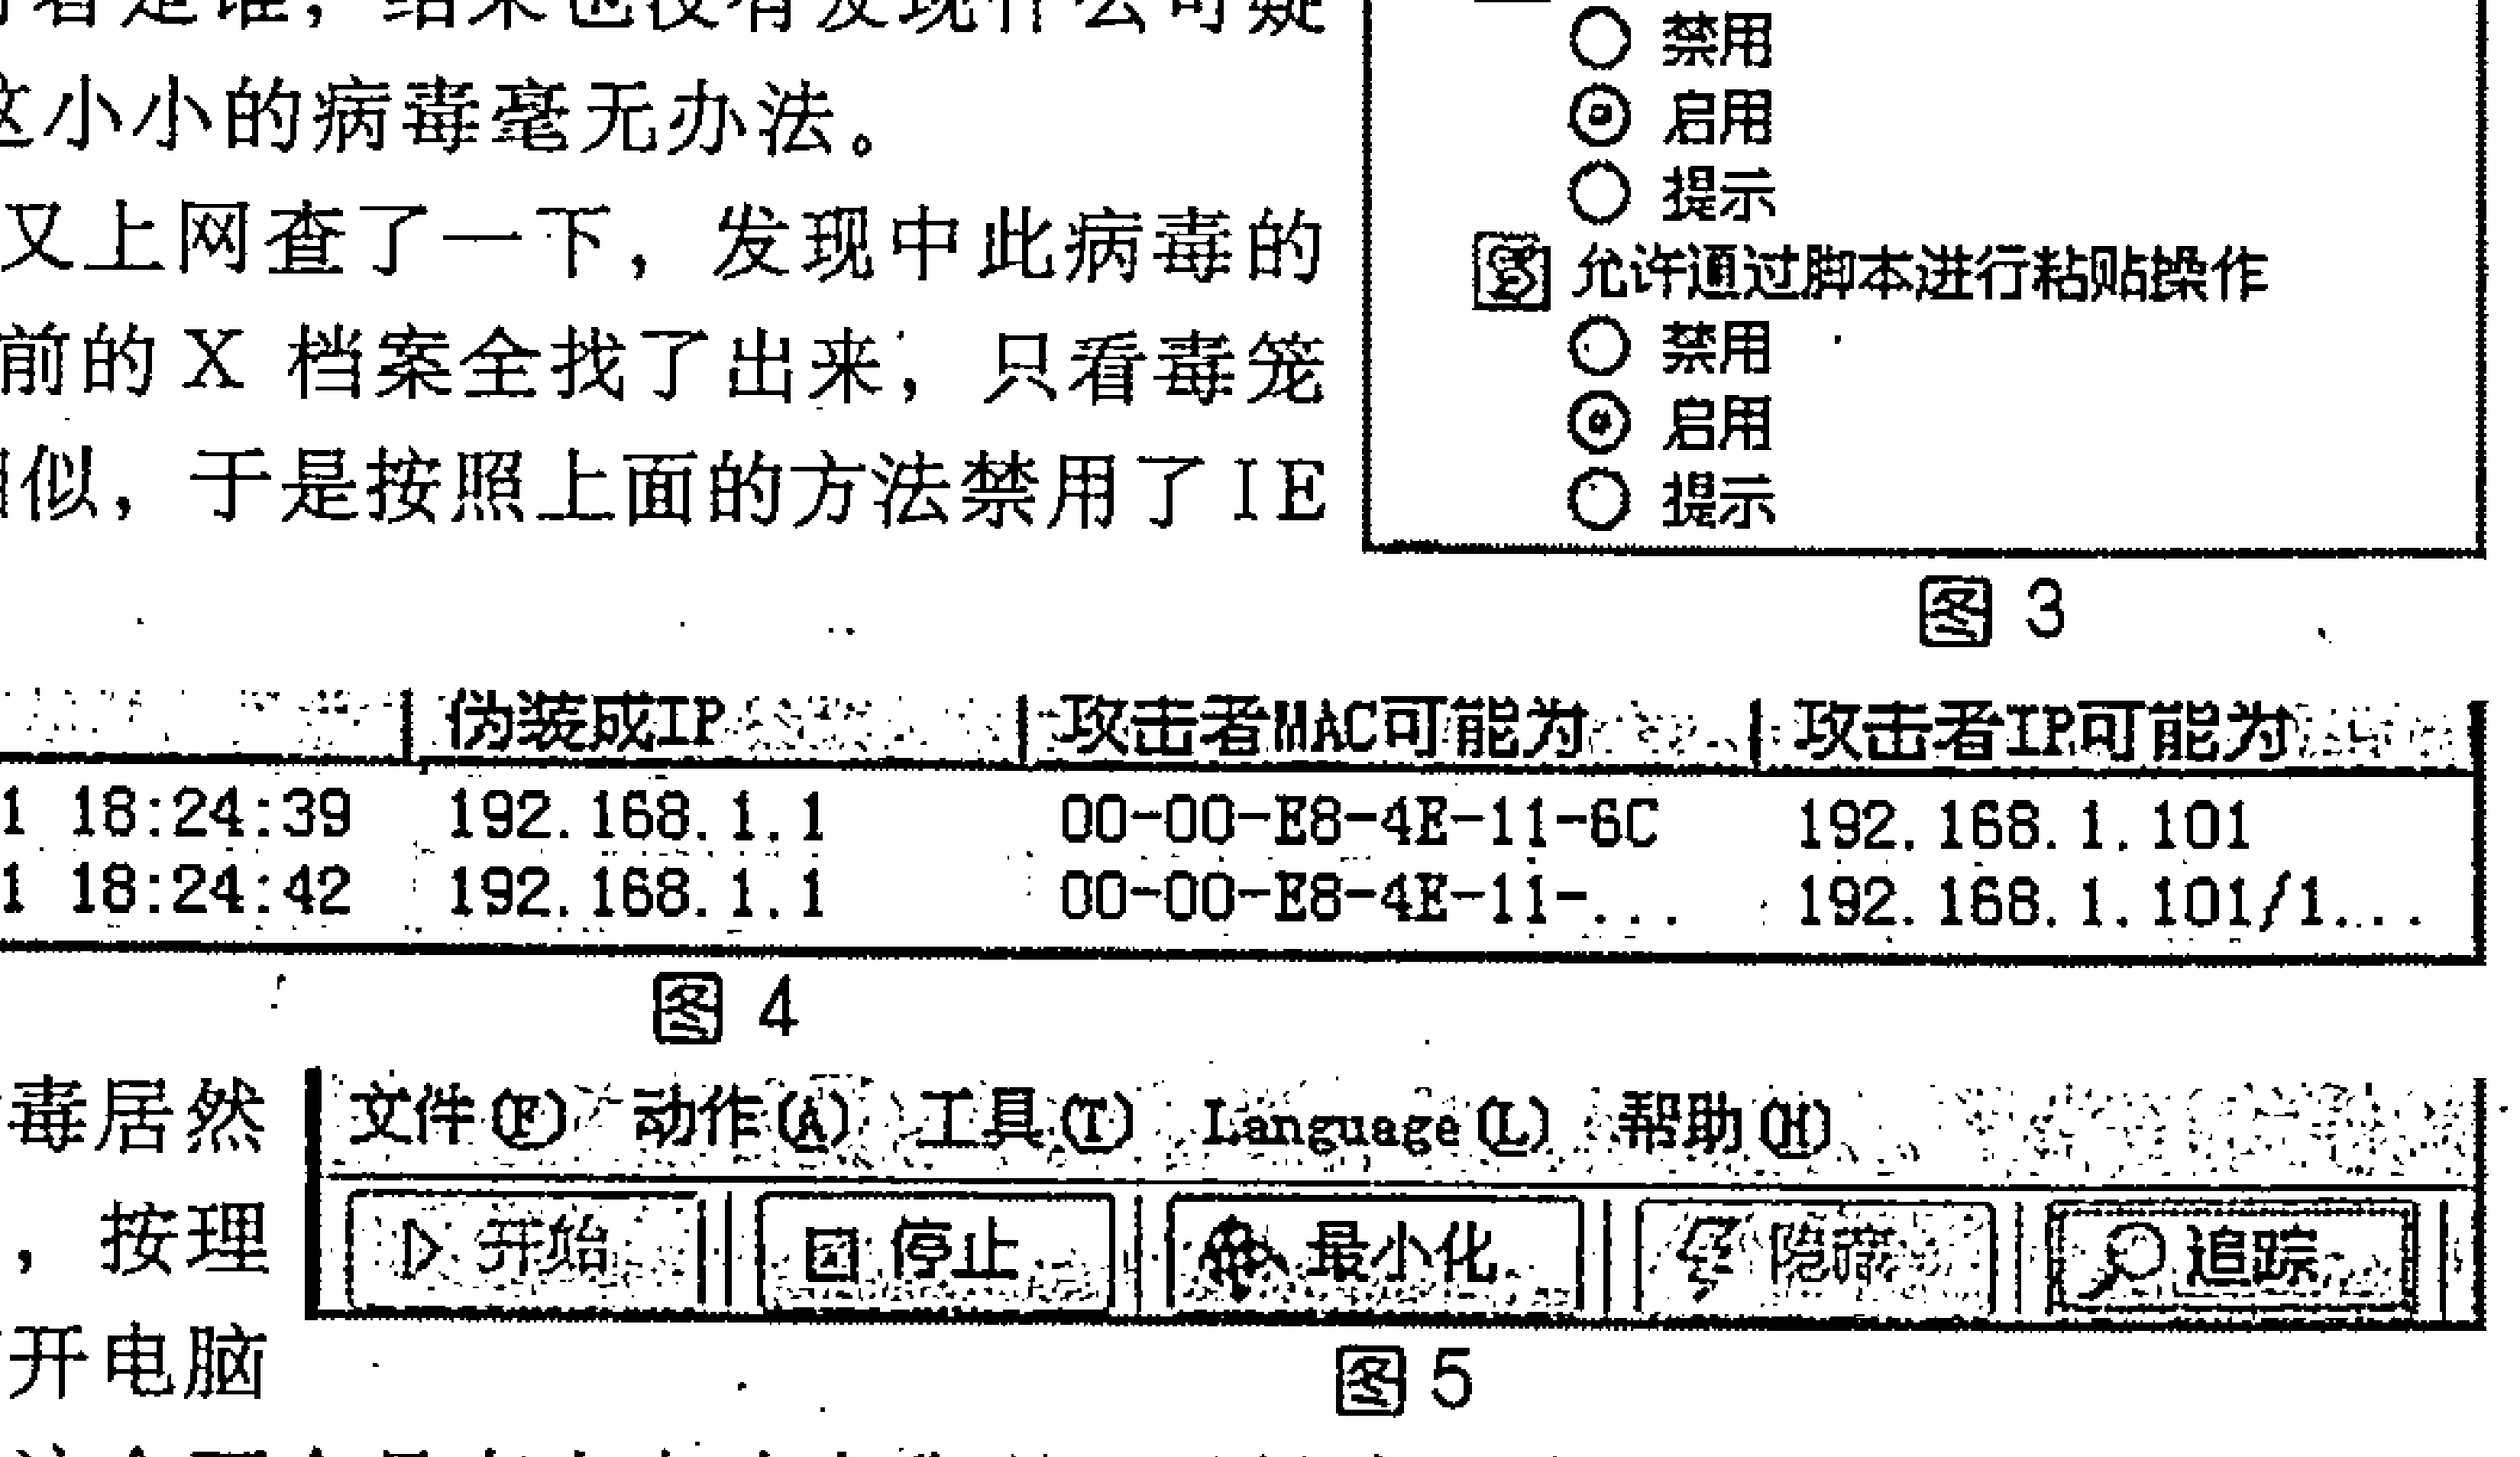 者是谁，结果也没有发现什么可疑
这小小的病毒毫无办法。
又上网查了一下，发现中此病毒的
前的 X 档案全找了出来，只看毒笼
相似，于是按照上面的方法禁用了IE
禁用
启用
提示
允许通过脚本进行粘贴操作
禁用
启用
提示
图 3
伪装成IP 攻击者MAC可能为 攻击者IP可能为
1 18:24:39 192.168.1.1 00-00-E8-4E-11-6C 192.168.1.101
1 18:24:42 192.168.1.1 00-00-E8-4E-11-... 192.168.1.101/1...
图 4
毒居然
，按理
开电脑
文件(F) 动作(A) 工具(T) Language(L) 帮助(H)
开始 停止 最小化 隐藏 追踪
图 5